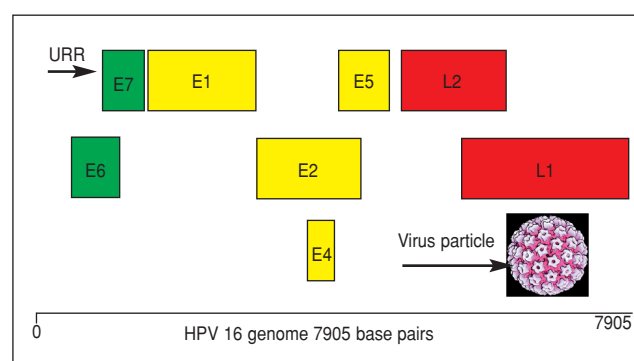 URR
E7
E1
E5
L2
E6
E2
L1
E4
Virus particle
0
HPV 16 genome 7905 base pairs
7905